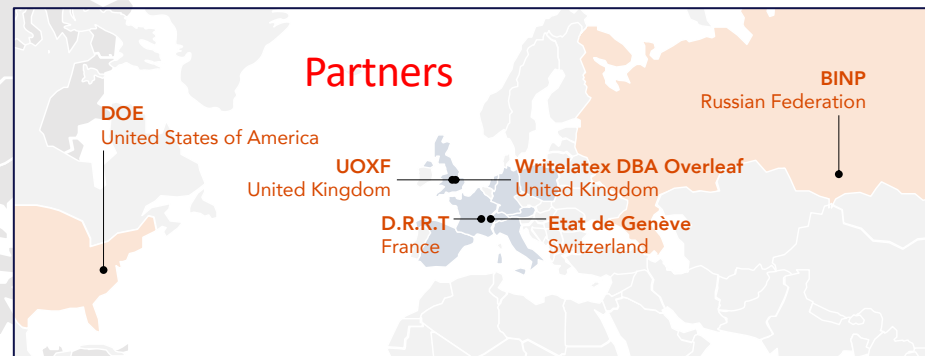 Partners
BINP
Russian Federation
DOE
United States of America
UOXF
United Kingdom
Writelatex DBA Overleaf
United Kingdom
D.R.R.T
France
Etat de Genève
Switzerland